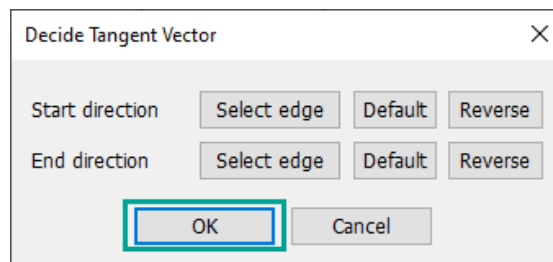 Decide Tangent Vector
Start direction Select edge Default Reverse
End direction Select edge Default Reverse
OK Cancel